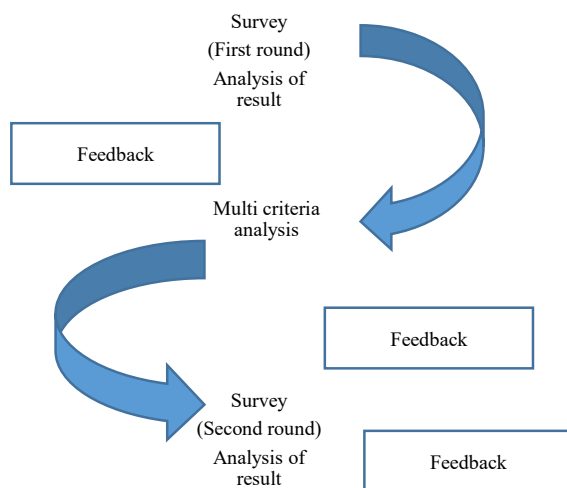 Survey
(First round)
Analysis of
result
Feedback
Multi criteria
analysis
Feedback
Survey
(Second round)
Analysis of
result
Feedback